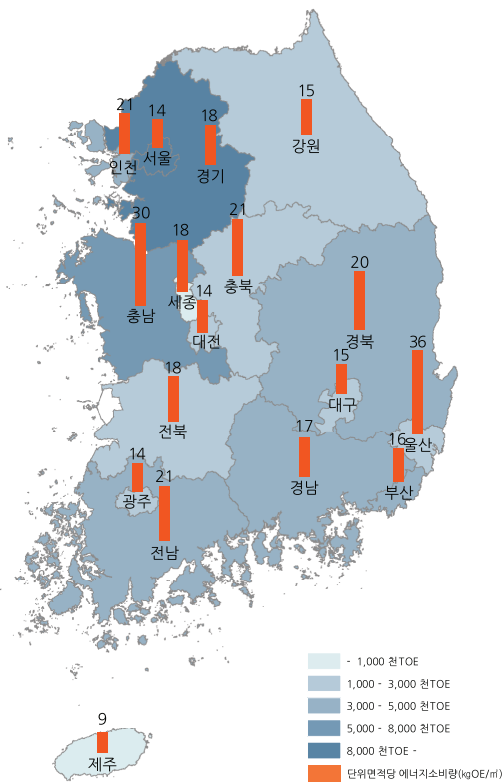 15
강원
21
인천
14
서울
18
경기
30
충남
18
세종
21
충북
14
대전
20
경북
15
대구
36
울산
18
전북
17
경남
16
부산
14
광주
21
전남
9
제주
- 1,000 천TOE
1,000 - 3,000 천TOE
3,000 - 5,000 천TOE
5,000 - 8,000 천TOE
8,000 천TOE -
단위면적당 에너지소비량(kgOE/㎡)